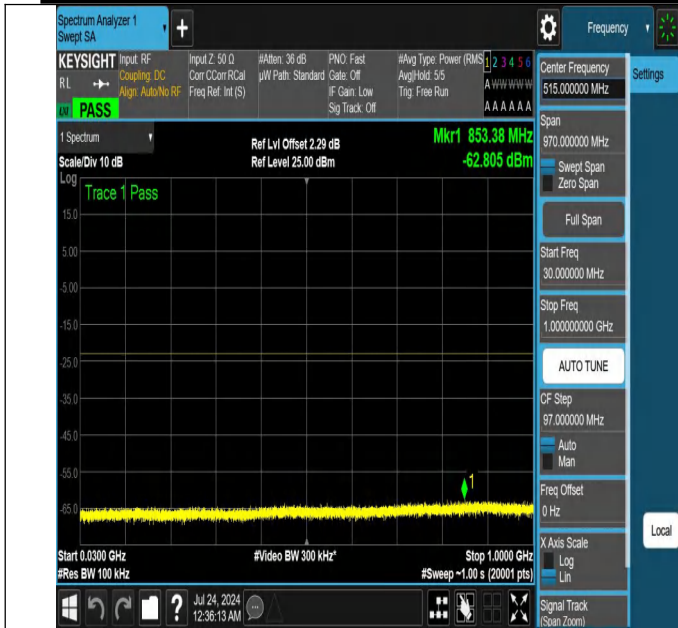 Spectrum Analyzer 1
Swept SA
+
Frequency
KEYSIGHT
RL
PASS
Input: RF
Coupling: DC
Align: Auto/No RF
Input Z: 50 Ω
Corr CCorr RCal
Freq Ref: Int (S)
#Atten: 36 dB
µW Path: Standard
PNO: Fast
Gate: Off
IF Gain: Low
Sig Track: Off
#Avg Type: Power (RMS
Avg|Hold: 5/5
Trig: Free Run
1 2 3 4 5 6
A W W W W W
A A A A A A
1 Spectrum
Scale/Div 10 dB
Log
Ref Lvl Offset 2.29 dB
Ref Level 25.00 dBm
Mkr1 853.38 MHz
-62.805 dBm
Trace 1 Pass
15.0
5.00
-5.00
-15.0
-25.0
-35.0
-45.0
-55.0
-65.0
1
Start 0.0300 GHz
#Res BW 100 kHz
#Video BW 300 kHz*
Stop 1.0000 GHz
#Sweep ~1.00 s (20001 pts)
Jul 24, 2024
12:36:13 AM
?
Center Frequency
515.000000 MHz
Settings
Span
970.000000 MHz
Swept Span
Zero Span
Full Span
Start Freq
30.000000 MHz
Stop Freq
1.000000000 GHz
AUTO TUNE
CF Step
97.000000 MHz
Auto
Man
Freq Offset
0 Hz
X Axis Scale
Log
Lin
Local
Signal Track
(Span Zoom)